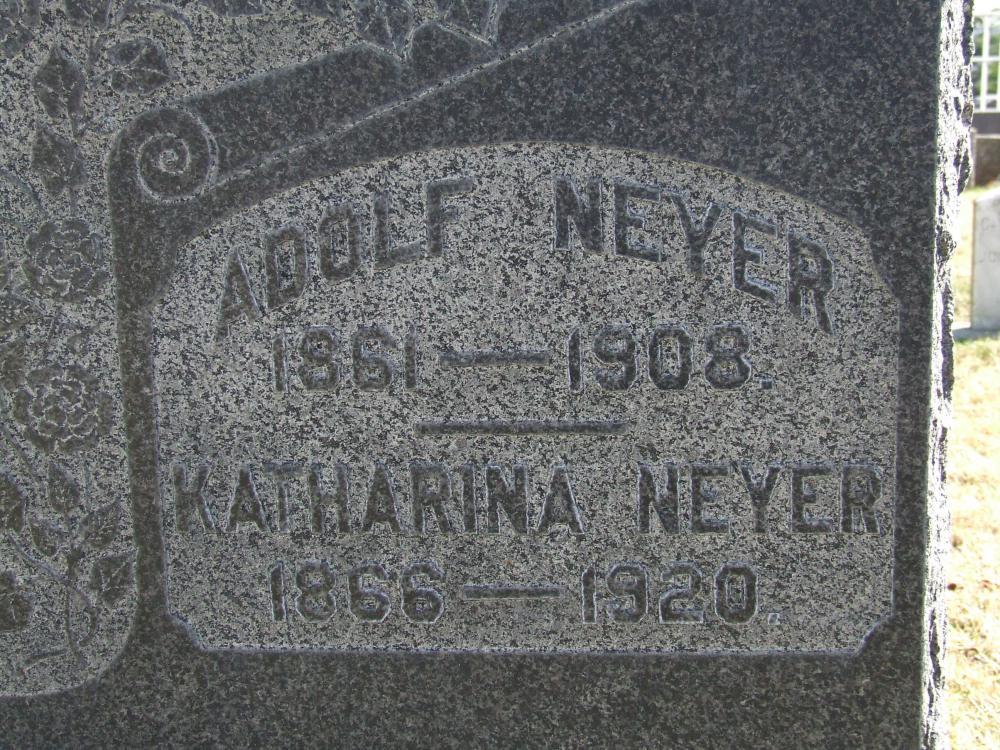 ADOLF NEYER
1861 — 1908.
KATHARINA NEYER
1866 — 1920.